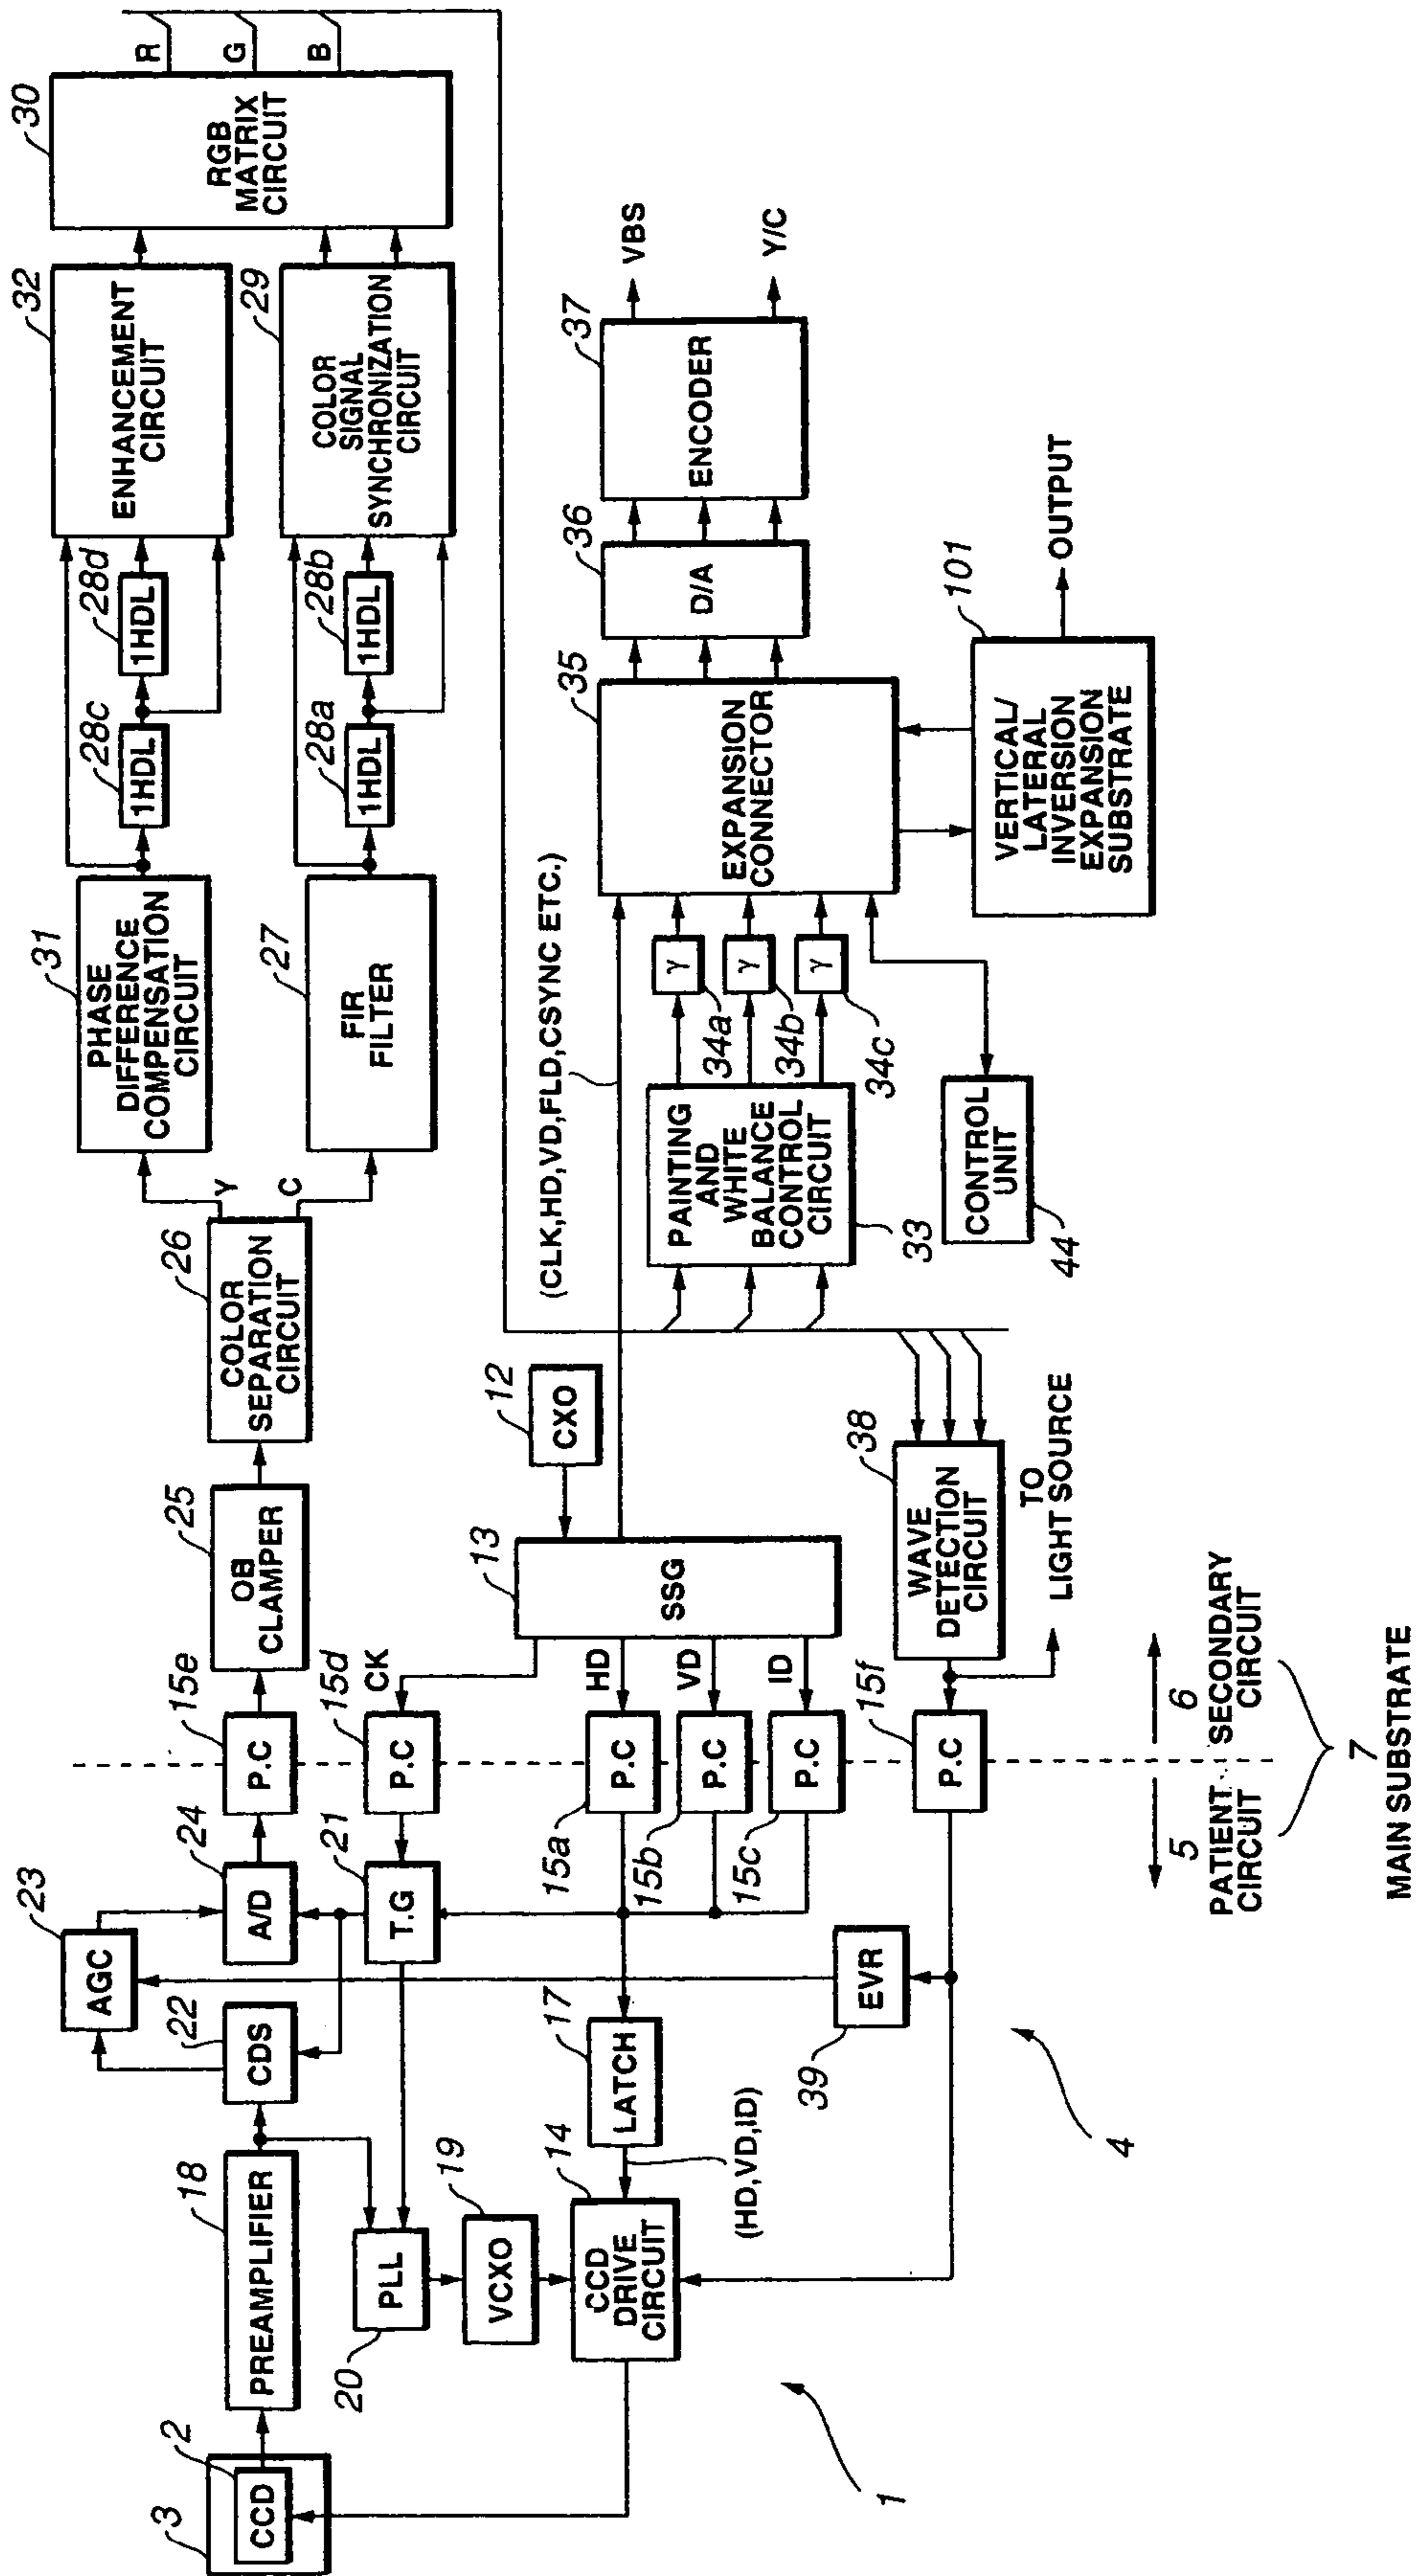 3
2
CCD
18
PREAMPLIFIER
22
CDS
23
AGC
24
A/D
15e
P.C
25
OB
CLAMPER
26
COLOR
SEPARATION
CIRCUIT
Y
C
31
PHASE
DIFFERENCE
COMPENSATION
CIRCUIT
27
FIR
FILTER
28c
1HDL
28d
1HDL
28a
1HDL
28b
1HDL
32
ENHANCEMENT
CIRCUIT
29
COLOR
SIGNAL
SYNCHRONIZATION
CIRCUIT
30
RGB
MATRIX
CIRCUIT
R
G
B
20
PLL
19
VCXO
21
T.G
15d
P.C
CK
14
CCD
DRIVE
CIRCUIT
17
LATCH
(HD,VD,ID)
15a
P.C
HD
15b
P.C
VD
15c
P.C
ID
13
SSG
12
CXO
(CLK,HD,VD,FLD,CSYNC ETC.)
39
EVR
15f
P.C
38
WAVE
DETECTION
CIRCUIT
TO
LIGHT SOURCE
PAINTING
AND
WHITE
BALANCE
CONTROL
CIRCUIT
33
γ
34a
γ
34b
γ
34c
CONTROL
UNIT
44
35
EXPANSION
CONNECTOR
36
D/A
37
ENCODER
VBS
Y/C
101
VERTICAL/
LATERAL
INVERSION
EXPANSION
SUBSTRATE
OUTPUT
1
4
5
PATIENT
CIRCUIT
6
SECONDARY
CIRCUIT
7
MAIN SUBSTRATE